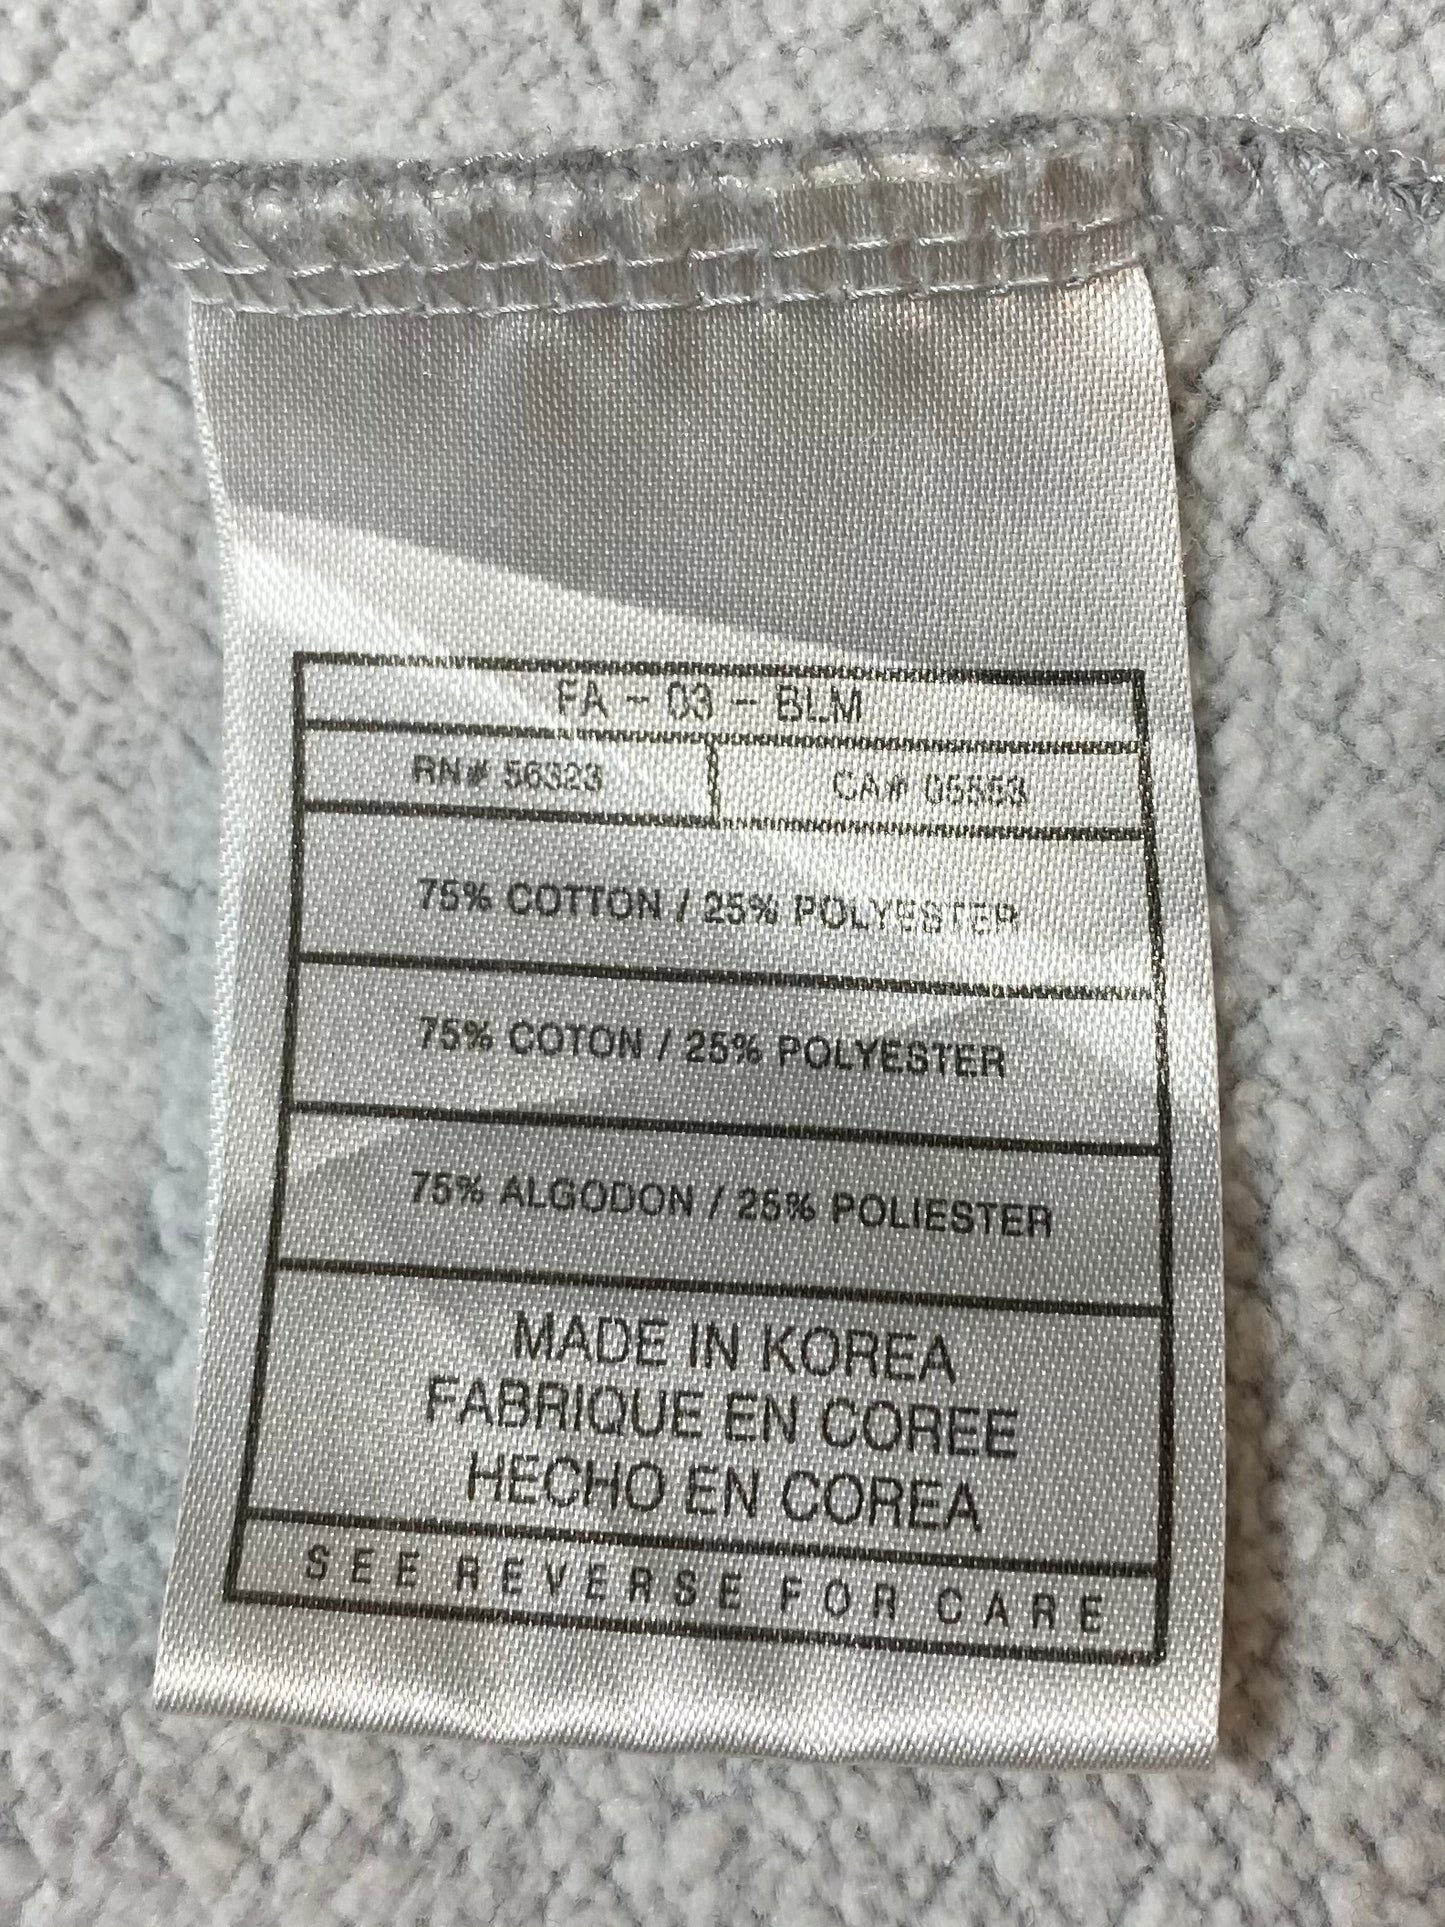 FA - 03 - BLM
RN# 56323 CA# 05553
75% COTTON / 25% POLYESTER
75% COTON / 25% POLYESTER
75% ALGODON / 25% POLIESTER
MADE IN KOREA
FABRIQUE EN COREE
HECHO EN COREA
SEE REVERSE FOR CARE